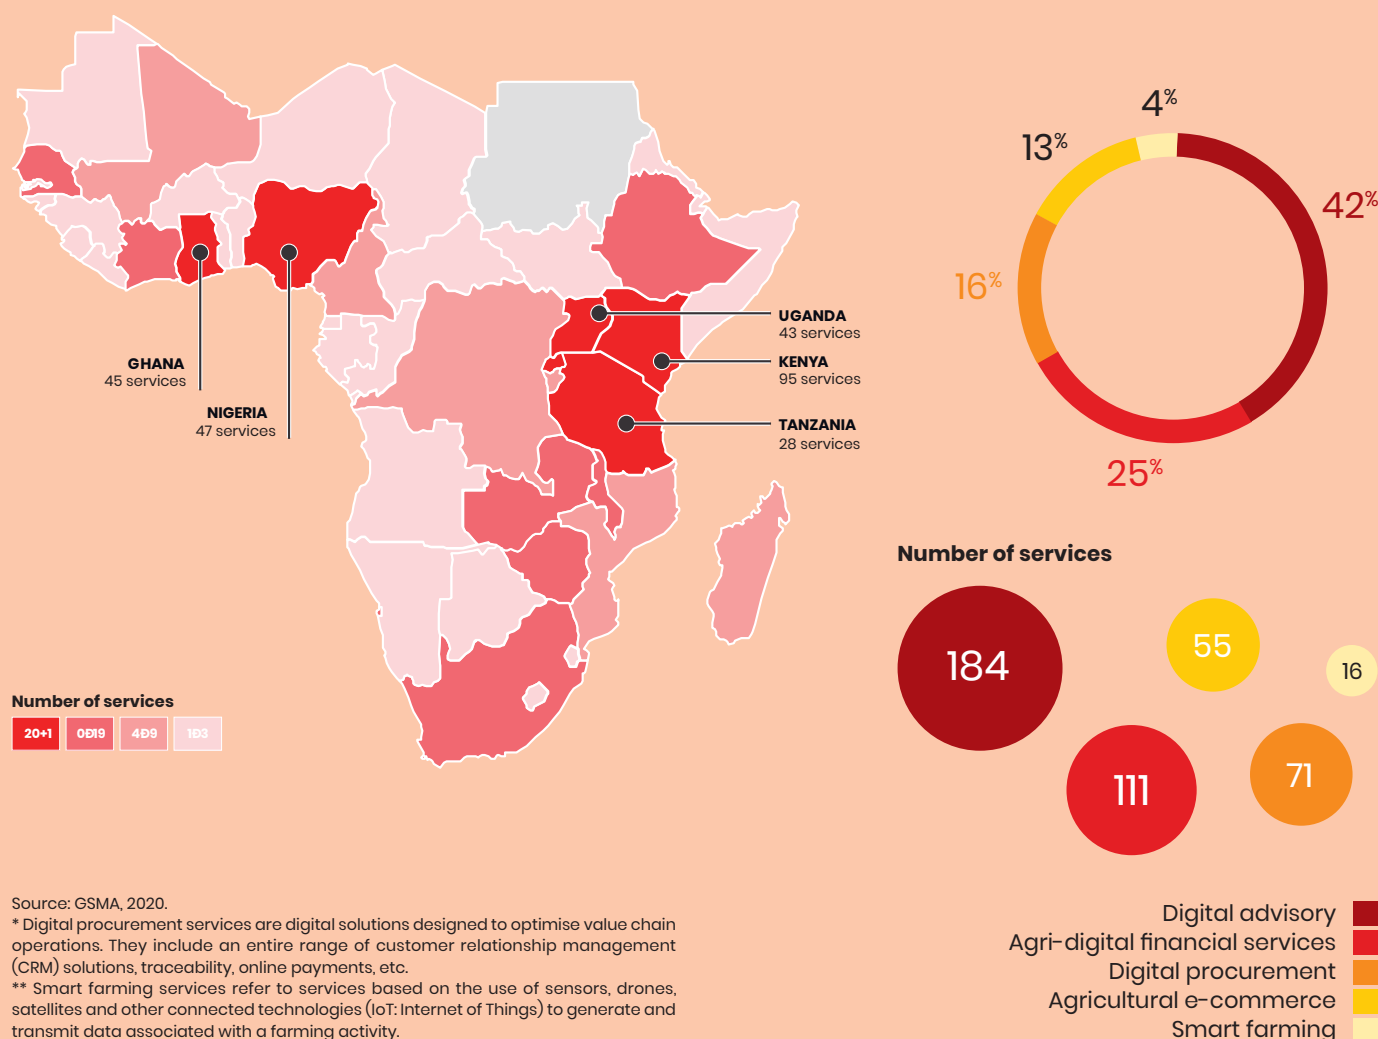 4%
13%
42%
16%
25%
UGANDA
43 services
KENYA
95 services
TANZANIA
28 services
GHANA
45 services
NIGERIA
47 services
Number of services
184
55
16
111
71
Number of services
20+1
0Ð19
4Ð9
1Ð3
Source: GSMA, 2020.
* Digital procurement services are digital solutions designed to optimise value chain
operations. They include an entire range of customer relationship management
(CRM) solutions, traceability, online payments, etc.
** Smart farming services refer to services based on the use of sensors, drones,
satellites and other connected technologies (IoT: Internet of Things) to generate and
transmit data associated with a farming activity.
Digital advisory
Agri-digital financial services
Digital procurement
Agricultural e-commerce
Smart farming